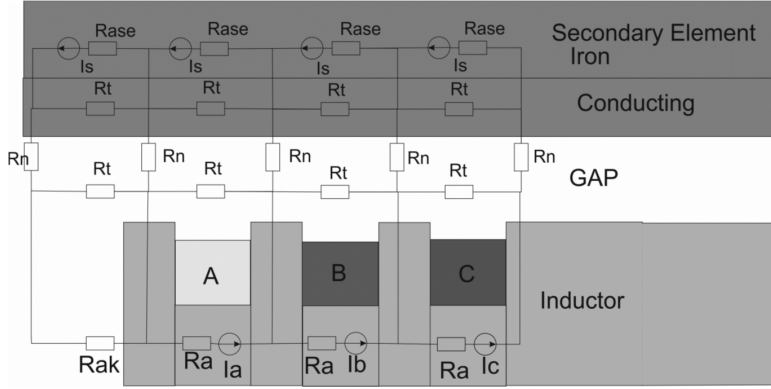 Rase Rase Rase Rase Secondary Element
Is Is Is Is Iron
Rt Rt Rt Rt Conducting
Rn Rn Rn Rn Rn
Rt Rt Rt Rt GAP
A B C
Inductor
Rak Ra Ia Ra Ib Ra Ic